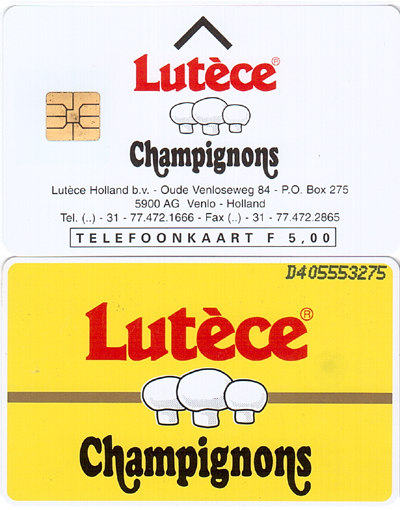 Lutèce®
Champignons
Lutèce Holland b.v. - Oude Venloseweg 84 - P.O. Box 275
5900 AG Venlo - Holland
Tel. (..) - 31 - 77.472.1666 - Fax (..) - 31 - 77.472.2865
TELEFOONKAART F 5,00
D405553275
Lutèce®
Champignons